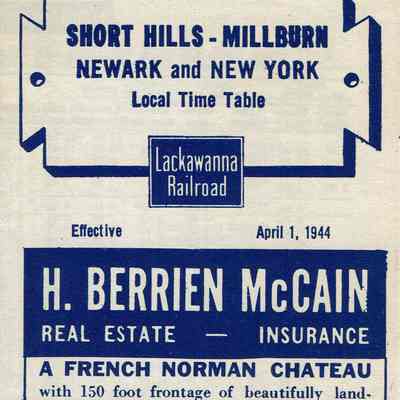 SHORT HILLS - MILLBURN
NEWARK and NEW YORK
Local Time Table
Lackawanna
Railroad
Effective April 1, 1944
H. BERRIEN McCAIN
REAL ESTATE — INSURANCE
A FRENCH NORMAN CHATEAU
with 150 foot frontage of beautifully land-